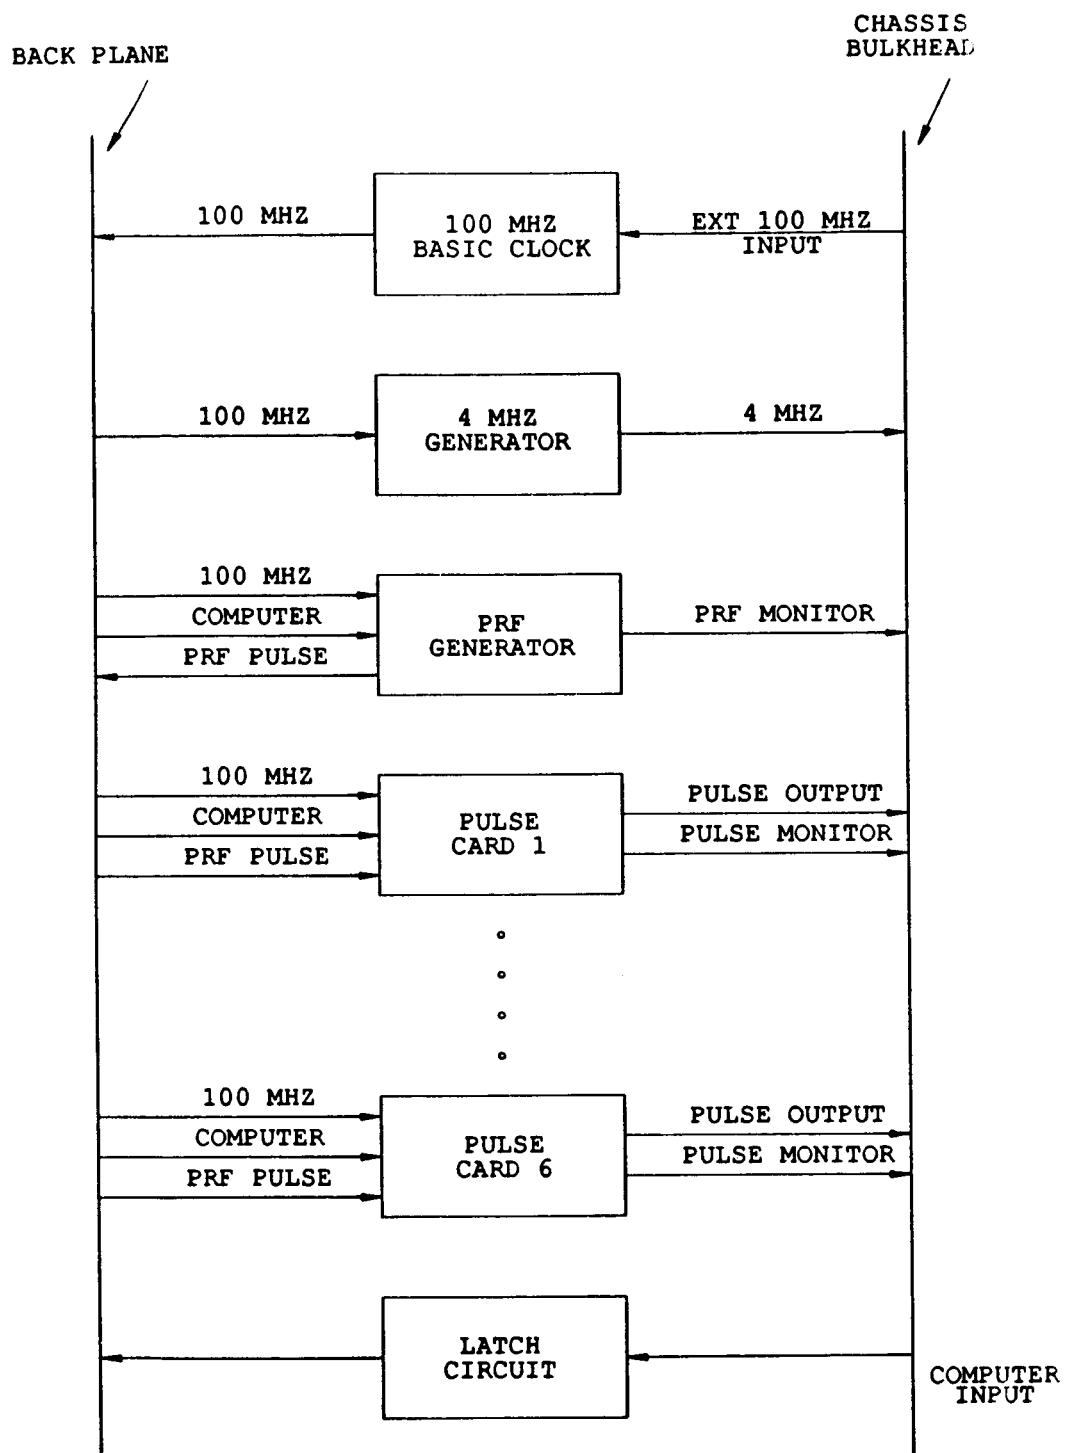 CHASSIS
BULKHEAD
BACK PLANE
100 MHZ
100 MHZ
BASIC CLOCK
EXT 100 MHZ
INPUT
100 MHZ
4 MHZ
GENERATOR
4 MHZ
100 MHZ
COMPUTER
PRF PULSE
PRF
GENERATOR
PRF MONITOR
100 MHZ
COMPUTER
PRF PULSE
PULSE
CARD 1
PULSE OUTPUT
PULSE MONITOR
100 MHZ
COMPUTER
PRF PULSE
PULSE
CARD 6
PULSE OUTPUT
PULSE MONITOR
LATCH
CIRCUIT
COMPUTER
INPUT